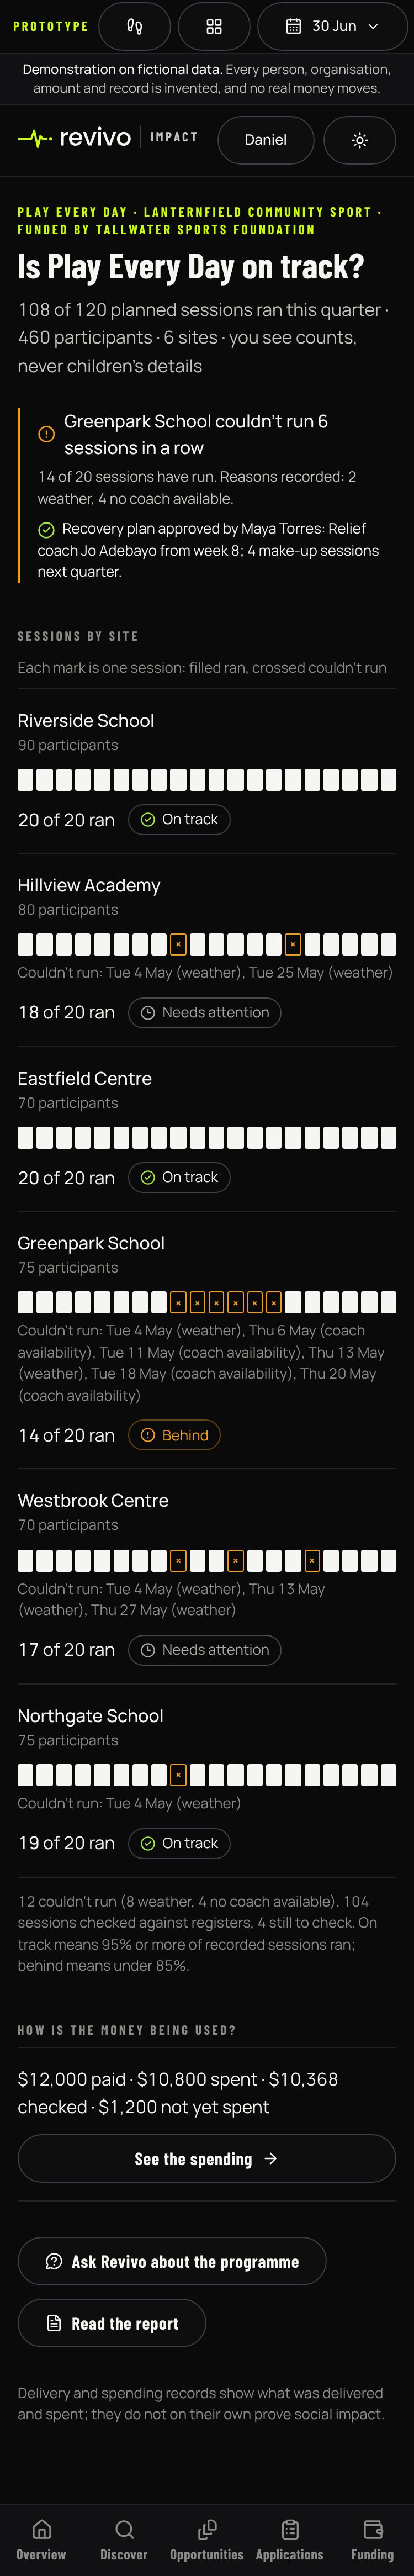 PROTOTYPE
30 Jun
Demonstration on fictional data. Every person, organisation,
amount and record is invented, and no real money moves.
revivo IMPACT
Daniel
PLAY EVERY DAY · LANTERNFIELD COMMUNITY SPORT ·
FUNDED BY TALLWATER SPORTS FOUNDATION
Is Play Every Day on track?
108 of 120 planned sessions ran this quarter ·
460 participants · 6 sites · you see counts,
never children's details
Greenpark School couldn't run 6
sessions in a row
14 of 20 sessions have run. Reasons recorded: 2
weather, 4 no coach available.
Recovery plan approved by Maya Torres: Relief
coach Jo Adebayo from week 8; 4 make-up sessions
next quarter.
SESSIONS BY SITE
Each mark is one session: filled ran, crossed couldn't run
Riverside School
90 participants
20 of 20 ran On track
Hillview Academy
80 participants
Couldn't run: Tue 4 May (weather), Tue 25 May (weather)
18 of 20 ran Needs attention
Eastfield Centre
70 participants
20 of 20 ran On track
Greenpark School
75 participants
Couldn't run: Tue 4 May (weather), Thu 6 May (coach
availability), Tue 11 May (coach availability), Thu 13 May
(weather), Tue 18 May (coach availability), Thu 20 May
(coach availability)
14 of 20 ran Behind
Westbrook Centre
70 participants
Couldn't run: Tue 4 May (weather), Thu 13 May
(weather), Thu 27 May (weather)
17 of 20 ran Needs attention
Northgate School
75 participants
Couldn't run: Tue 4 May (weather)
19 of 20 ran On track
12 couldn't run (8 weather, 4 no coach available). 104
sessions checked against registers, 4 still to check. On
track means 95% or more of recorded sessions ran;
behind means under 85%.
HOW IS THE MONEY BEING USED?
$12,000 paid · $10,800 spent · $10,368
checked · $1,200 not yet spent
See the spending
Ask Revivo about the programme
Read the report
Delivery and spending records show what was delivered
and spent; they do not on their own prove social impact.
Overview Discover Opportunities Applications Funding